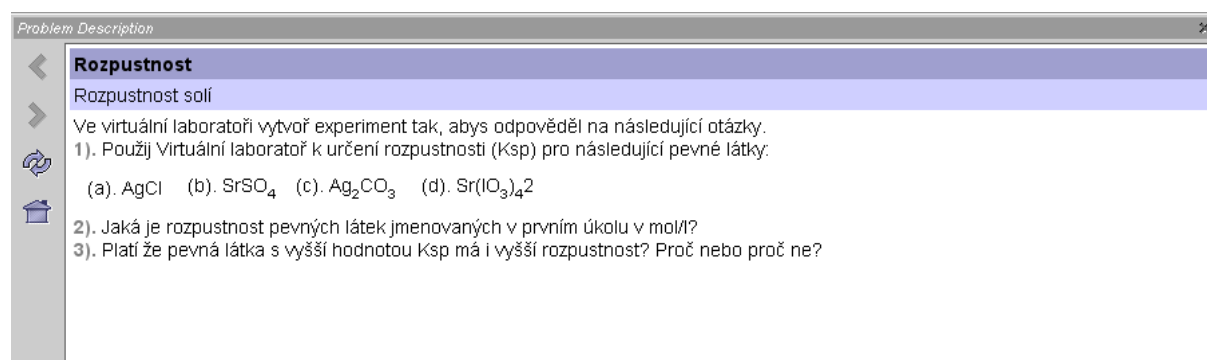 Problem Description
Rozpustnost
Rozpustnost solí
Ve virtuální laboratoři vytvoř experiment tak, abys odpověděl na následující otázky.
1). Použij Virtuální laboratoř k určení rozpustnosti (Ksp) pro následující pevné látky:
(a). AgCl (b). SrSO4 (c). Ag2CO3 (d). Sr(IO3)42
2). Jaká je rozpustnost pevných látek jmenovaných v prvním úkolu v mol/l?
3). Platí že pevná látka s vyšší hodnotou Ksp má i vyšší rozpustnost? Proč nebo proč ne?